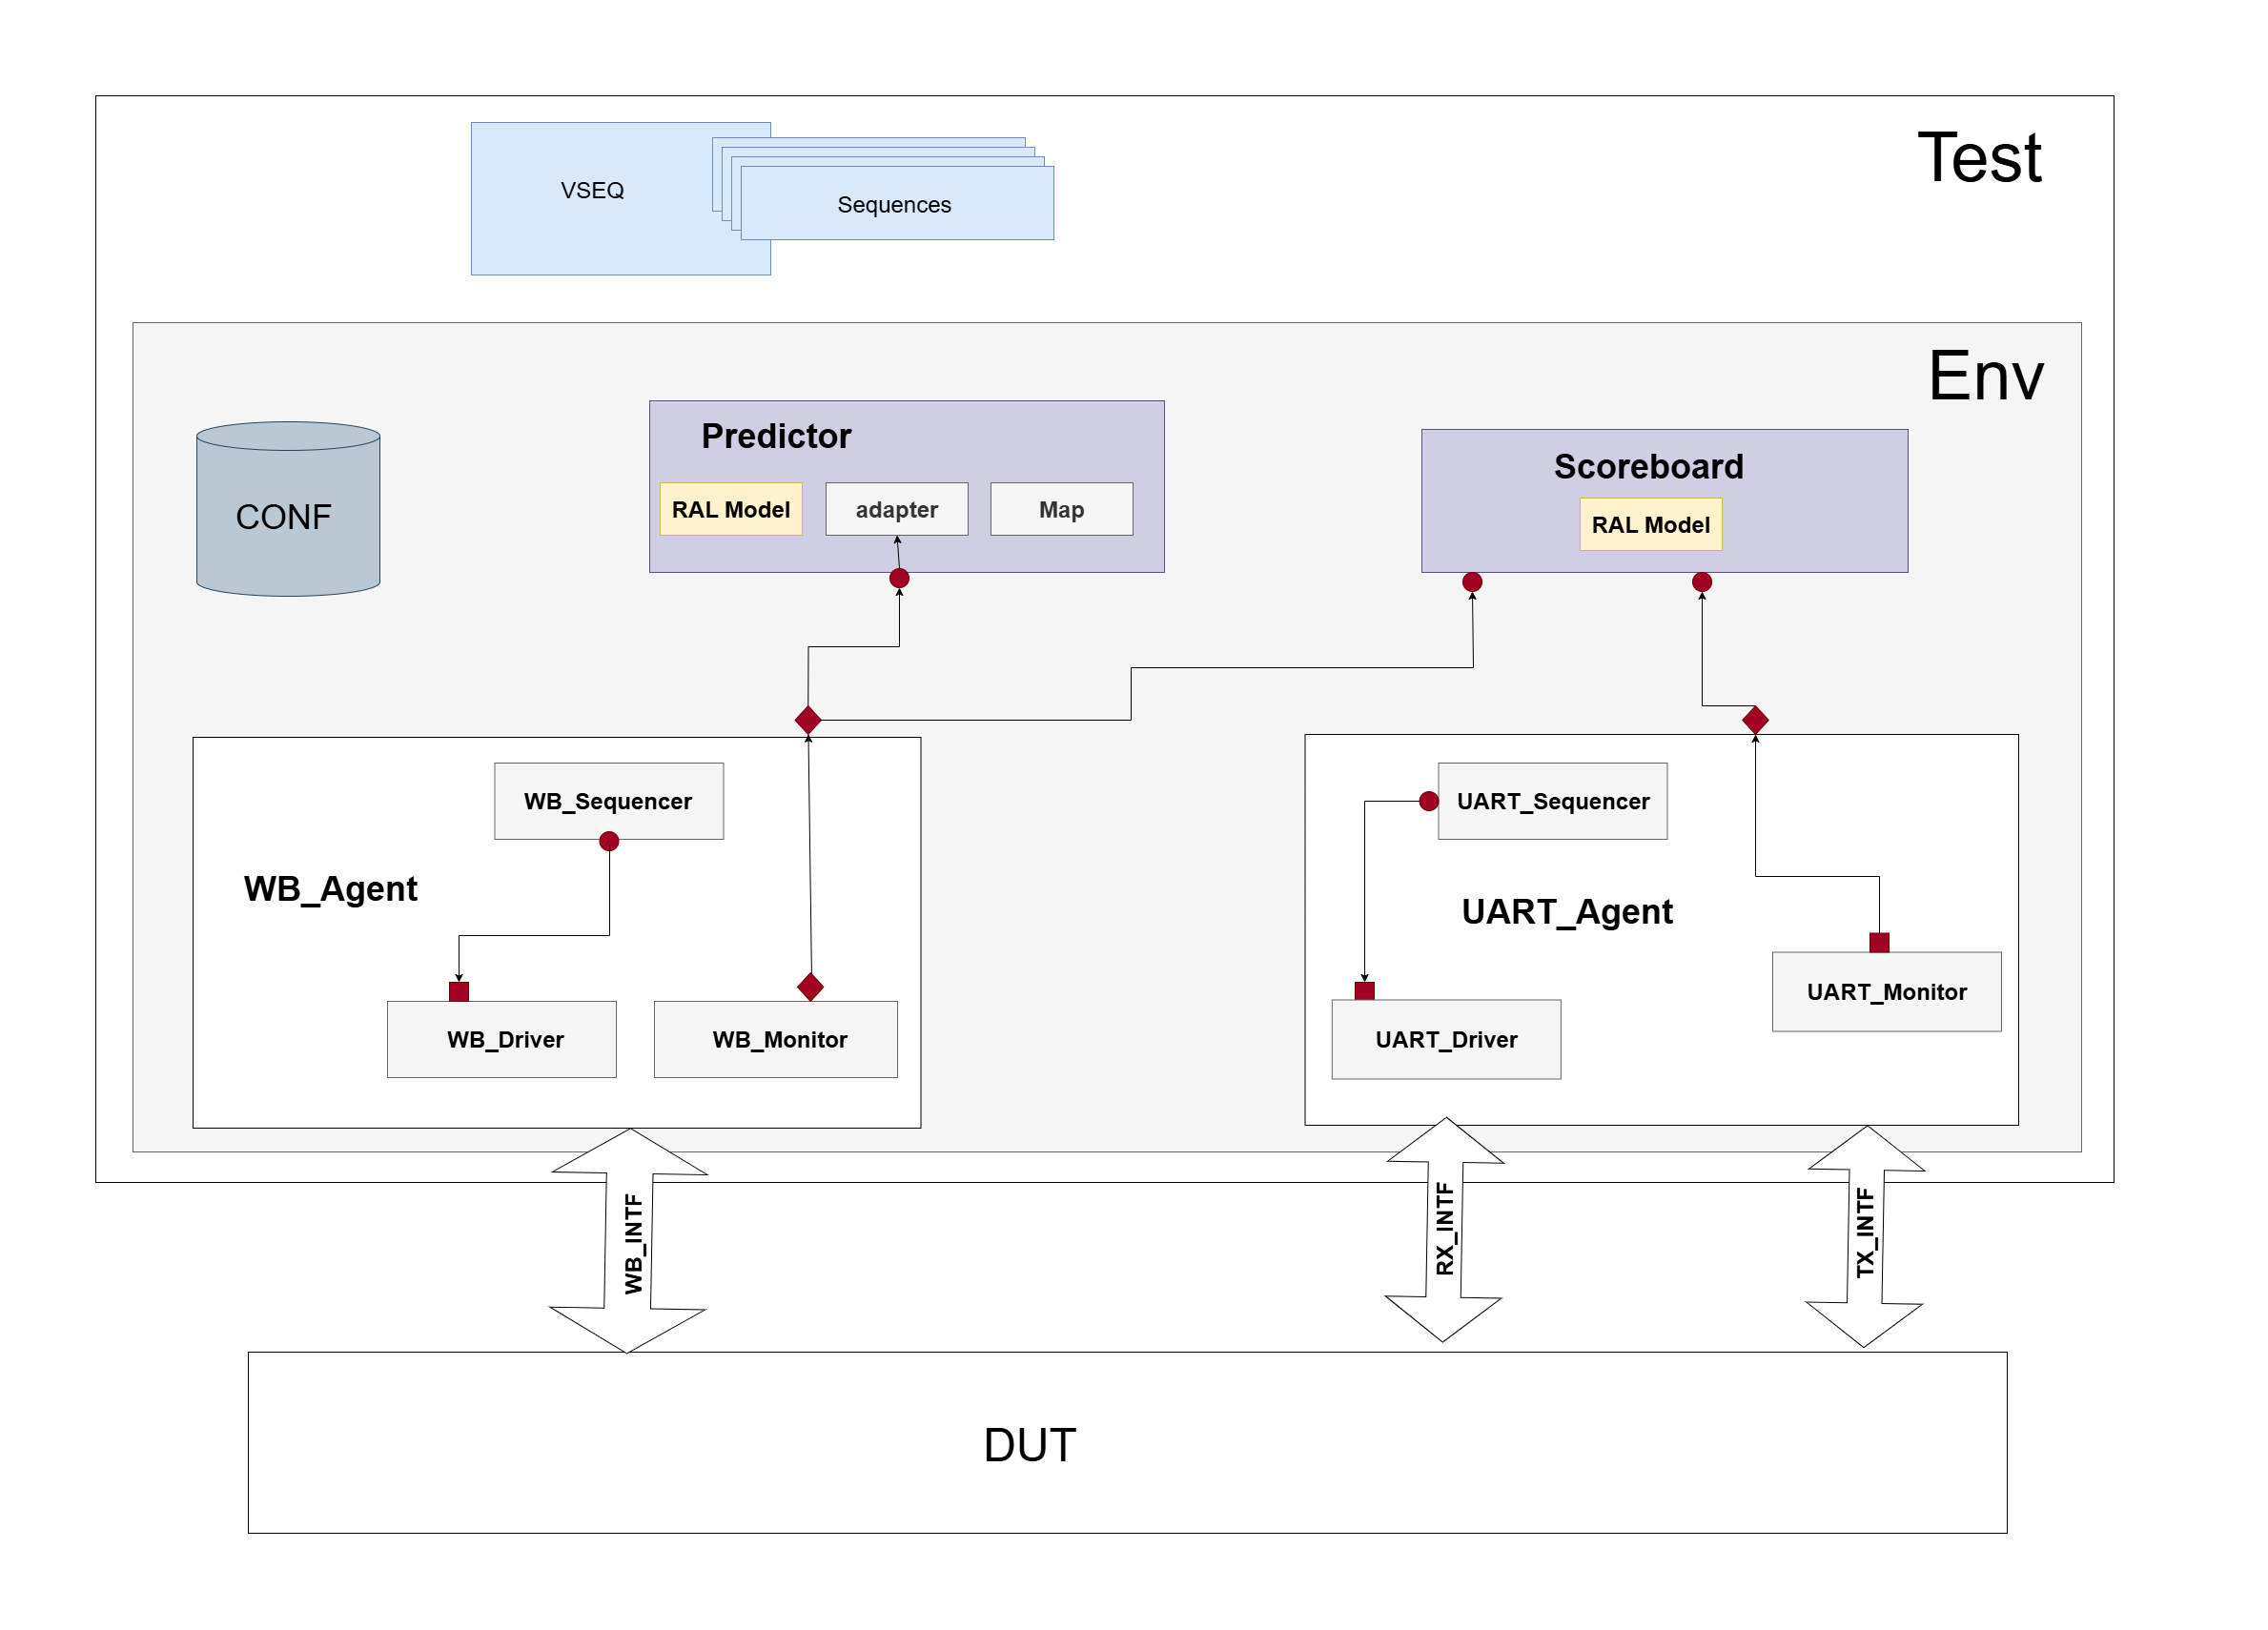 Test
VSEQ
Sequences
Env
Predictor
RAL Model
adapter
Map
Scoreboard
RAL Model
CONF
WB_Sequencer
WB_Agent
WB_Driver
WB_Monitor
UART_Sequencer
UART_Agent
UART_Monitor
UART_Driver
WB_INTF
RX_INTF
TX_INTF
DUT